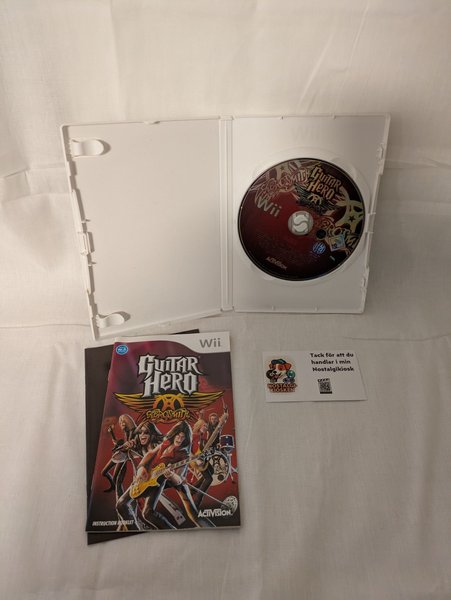 GUITAR
HERO
Wii
ACTIVISION
Wii
GUITAR
HERO
AEROSMITH
INSTRUCTION BOOKLET
ACTIVISION
Tack för att du
handlar i min
Nostalgikiosk